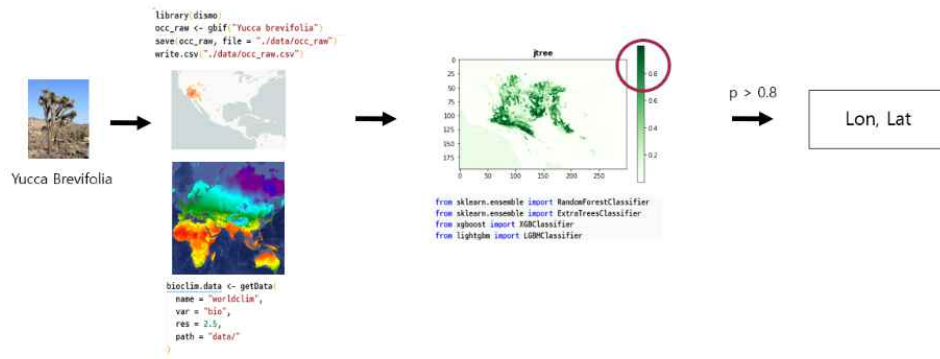 library(dismo)
occ_raw <- gbif("Yucca brevifolia")
save(occ_raw, file = "./data/occ_raw")
write.csv("./data/occ_raw.csv")
Yucca Brevifolia
bioclim.data <- getData(
name = "worldclim",
var = "bio",
res = 2.5,
path = "data/"
)
jtree
0
25
50
75
100
125
150
175
0
50
100
150
200
250
0.8
0.6
0.4
0.2
from sklearn.ensemble import RandomForestClassifier
from sklearn.ensemble import ExtraTreesClassifier
from xgboost import XGBClassifier
from lightgbm import LGBMClassifier
p > 0.8
Lon, Lat